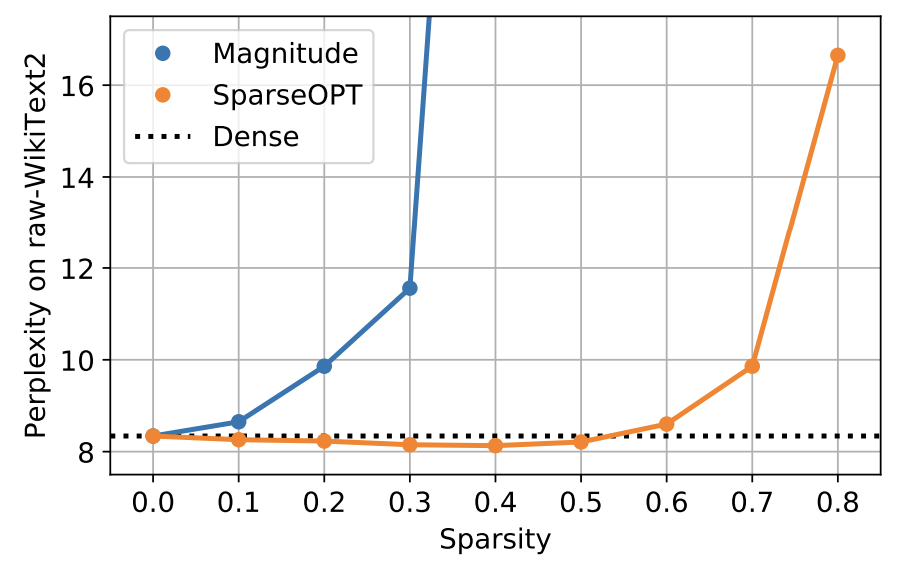 Magnitude
SparseOPT
Dense
Perplexity on raw-WikiText2
16
14
12
10
8
0.0 0.1 0.2 0.3 0.4 0.5 0.6 0.7 0.8
Sparsity